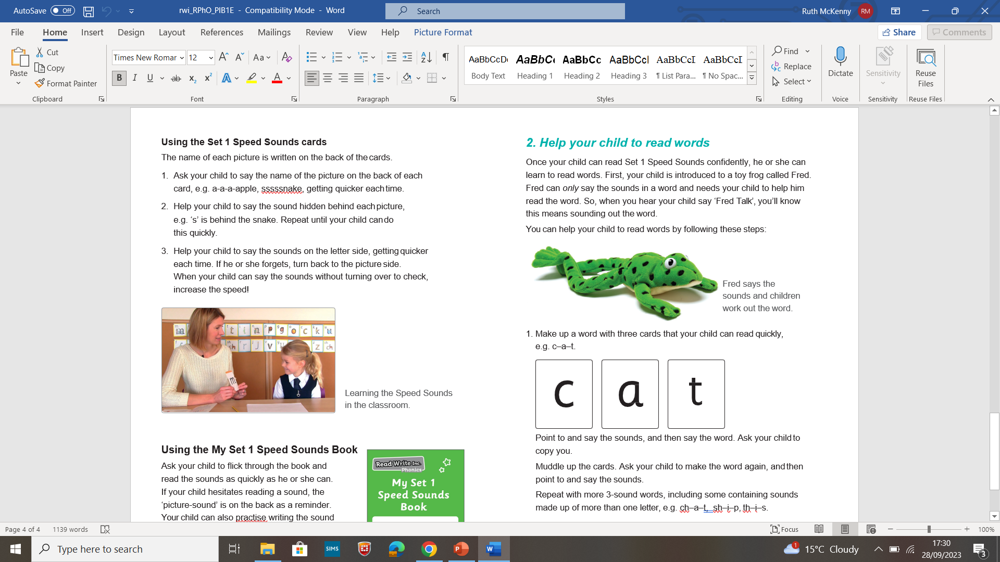 AutoSave Off rwi_RPhO_PIB1E - Compatibility Mode - Word Search Ruth McKenny RM
File Home Insert Design Layout References Mailings Review View Help Picture Format Share Comments
Paste
Cut
Copy
Format Painter
Clipboard
Times New Romar 12
Font
Paragraph
AaBbCcDc AaBbCc AaBbCc AaBbCcI AaBbCcI AaBbCcI
Body Text Heading 1 Heading 2 Heading 3 ¶ List Para... ¶ No Spac...
Styles
Find
Replace
Select
Editing
Dictate
Voice
Sensitivity
Sensitivity
Reuse
Files
Reuse Files
Using the Set 1 Speed Sounds cards
The name of each picture is written on the back of the cards.
1. Ask your child to say the name of the picture on the back of each
card, e.g. a-a-a-apple, sssssnake, getting quicker each time.
2. Help your child to say the sound hidden behind each picture,
e.g. ‘s’ is behind the snake. Repeat until your child can do
this quickly.
3. Help your child to say the sounds on the letter side, getting quicker
each time. If he or she forgets, turn back to the picture side.
When your child can say the sounds without turning over to check,
increase the speed!
m t i n p g o c k u
sh r j v y z ch
m
Learning the Speed Sounds
in the classroom.
Using the My Set 1 Speed Sounds Book
Ask your child to flick through the book and
read the sounds as quickly as he or she can.
If your child hesitates reading a sound, the
‘picture-sound’ is on the back as a reminder.
Your child can also practise writing the sound
Read Write Inc.
Phonics
My Set 1
Speed Sounds
Book
2. Help your child to read words
Once your child can read Set 1 Speed Sounds confidently, he or she can
learn to read words. First, your child is introduced to a toy frog called Fred.
Fred can only say the sounds in a word and needs your child to help him
read the word. So, when you hear your child say ‘Fred Talk’, you’ll know
this means sounding out the word.
You can help your child to read words by following these steps:
Fred says the
sounds and children
work out the word.
1. Make up a word with three cards that your child can read quickly,
e.g. c–a–t.
c a t
Point to and say the sounds, and then say the word. Ask your child to
copy you.
Muddle up the cards. Ask your child to make the word again, and then
point to and say the sounds.
Repeat with more 3-sound words, including some containing sounds
made up of more than one letter, e.g. ch–a–t, sh–i–p, th–i–s.
Page 4 of 4 1139 words Focus 100%
Type here to search SIMS 1 15°C Cloudy 17:30
28/09/2023 3